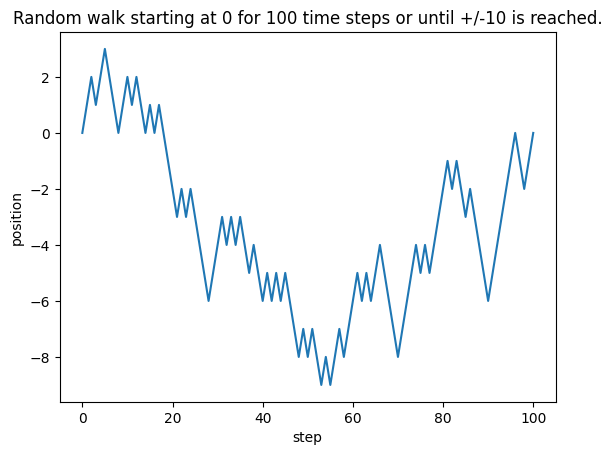 Random walk starting at 0 for 100 time steps or until +/-10 is reached.
2
0
−2
−4
−6
−8
position
0 20 40 60 80 100
step